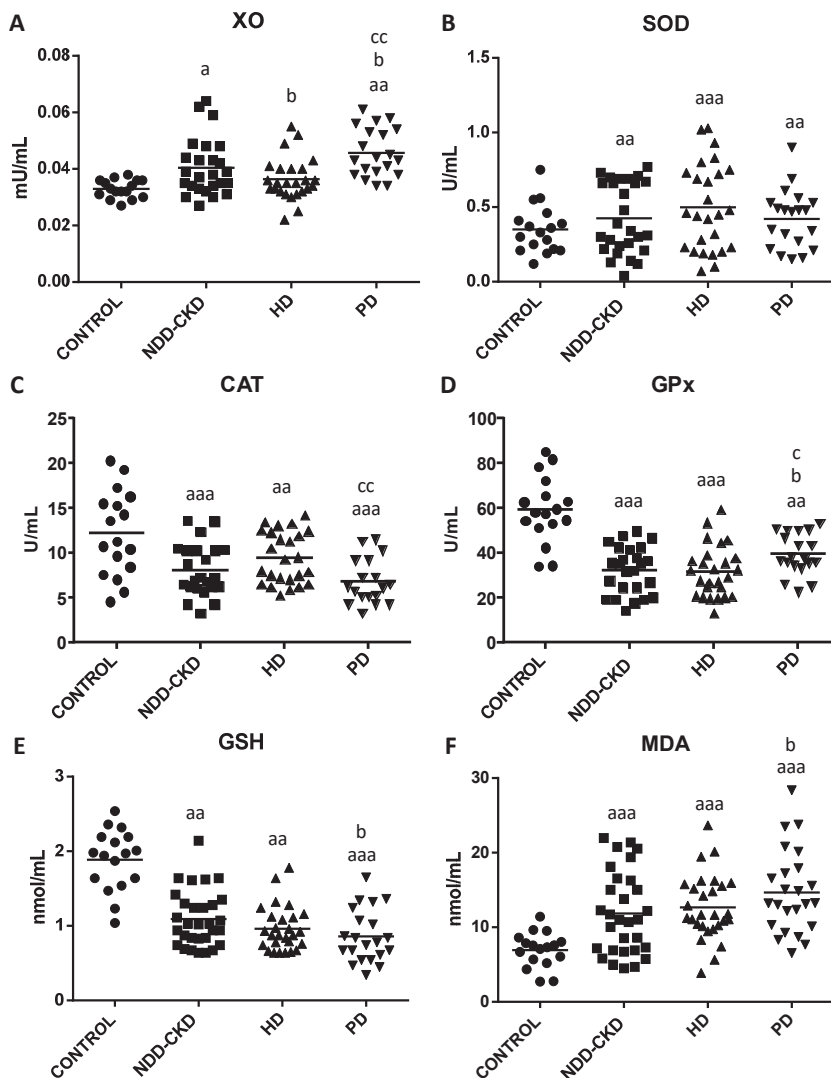 A
XO
mU/mL
0.08
0.06
0.04
0.02
0.00
a
b
cc
b
aa
CONTROL
NDD-CKD
HD
PD
B
SOD
U/mL
1.5
1.0
0.5
0.0
aa
aaa
aa
CONTROL
NDD-CKD
HD
PD
C
CAT
U/mL
25
20
15
10
5
0
aaa
aa
cc
aaa
CONTROL
NDD-CKD
HD
PD
D
GPx
U/mL
100
80
60
40
20
0
aaa
aaa
c
b
aa
CONTROL
NDD-CKD
HD
PD
E
GSH
nmol/mL
3
2
1
0
aa
aa
b
aaa
CONTROL
NDD-CKD
HD
PD
F
MDA
nmol/mL
30
20
10
0
aaa
aaa
b
aaa
CONTROL
NDD-CKD
HD
PD